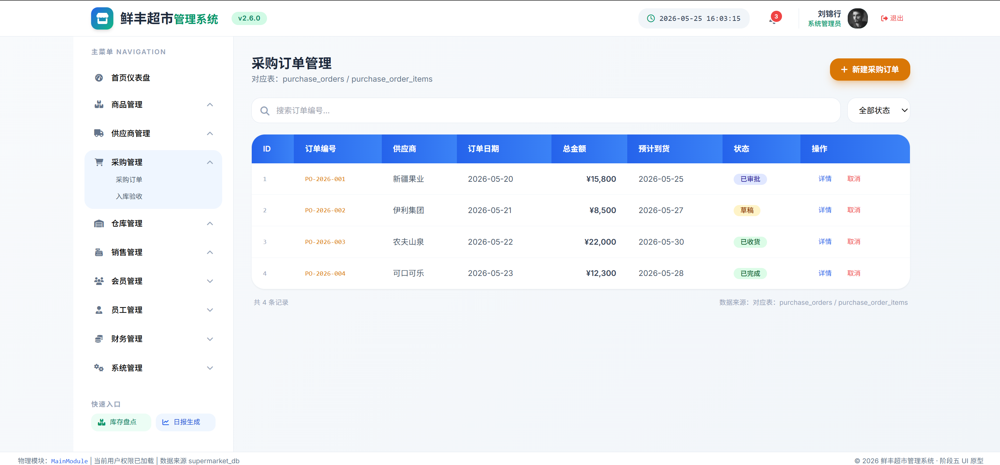 鲜丰超市管理系统 v2.6.0 2026-05-25 16:03:15 3 刘锦行 退出
系统管理员
主菜单 NAVIGATION
首页仪表盘
商品管理
供应商管理
采购管理
采购订单
入库验收
仓库管理
销售管理
会员管理
员工管理
财务管理
系统管理
快速入口
库存盘点 日报生成
采购订单管理
对应表：purchase_orders / purchase_order_items
+ 新建采购订单
搜索订单编号... 全部状态
ID 订单编号 供应商 订单日期 总金额 预计到货 状态 操作
1 PO-2026-001 新疆果业 2026-05-20 ¥15,800 2026-05-25 已审批 详情 取消
2 PO-2026-002 伊利集团 2026-05-21 ¥8,500 2026-05-27 草稿 详情 取消
3 PO-2026-003 农夫山泉 2026-05-22 ¥22,000 2026-05-30 已收货 详情 取消
4 PO-2026-004 可口可乐 2026-05-23 ¥12,300 2026-05-28 已完成 详情 取消
共 4 条记录 数据来源：对应表：purchase_orders / purchase_order_items
物理模块：MainModule | 当前用户权限已加载 | 数据来源 supermarket_db © 2026 鲜丰超市管理系统 · 阶段五 UI 原型